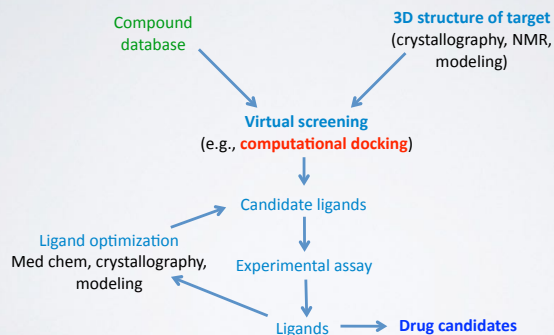 Compound
database
3D structure of target
(crystallography, NMR,
modeling)
Virtual screening
(e.g., computational docking)
Candidate ligands
Ligand optimization
Med chem, crystallography,
modeling
Experimental assay
Ligands
Drug candidates